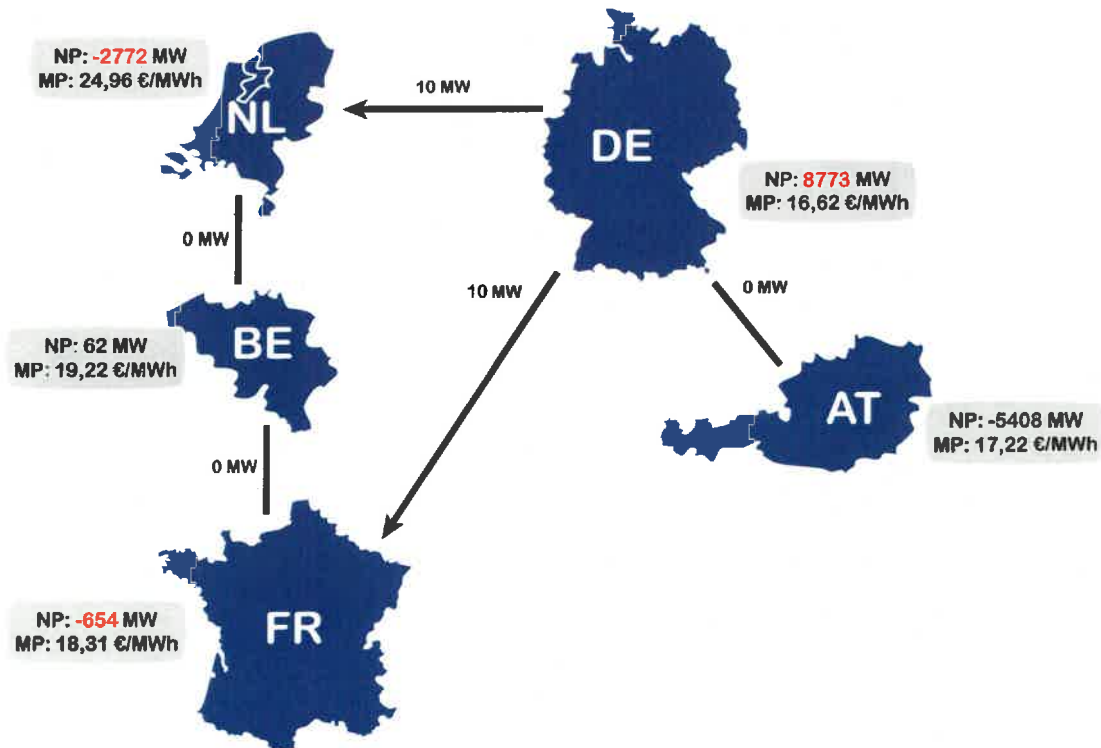 NP: -2772 MW
MP: 24,96 €/MWh
NL
10 MW
DE
NP: 8773 MW
MP: 16,62 €/MWh
0 MW
10 MW
0 MW
NP: 62 MW
MP: 19,22 €/MWh
BE
AT
NP: -5408 MW
MP: 17,22 €/MWh
0 MW
NP: -654 MW
MP: 18,31 €/MWh
FR